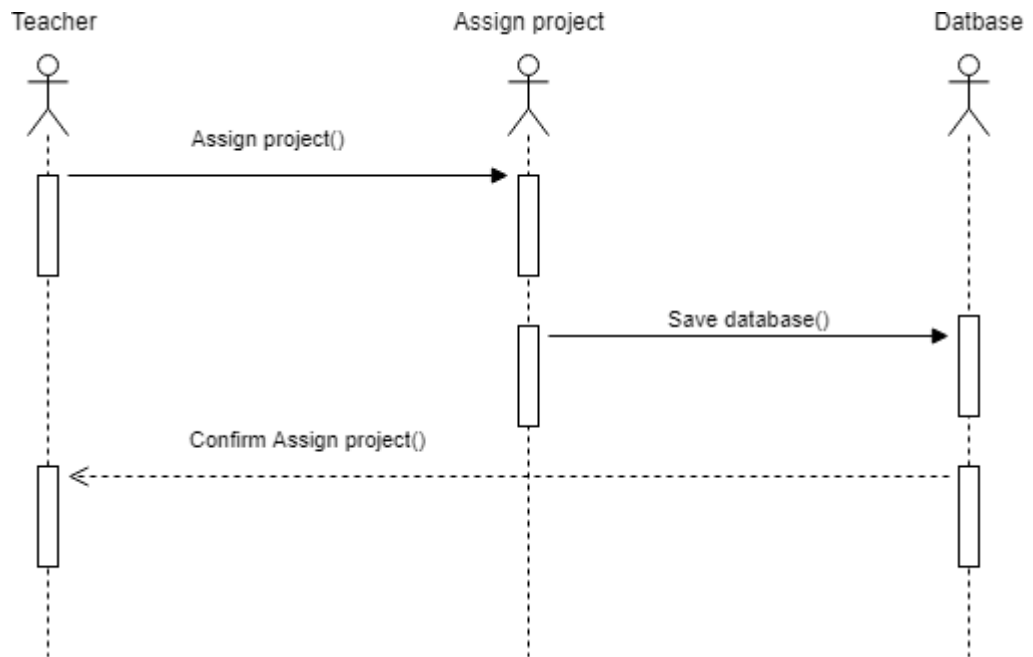 Teacher
Assign project
Datbase
Assign project()
Save database()
Confirm Assign project()